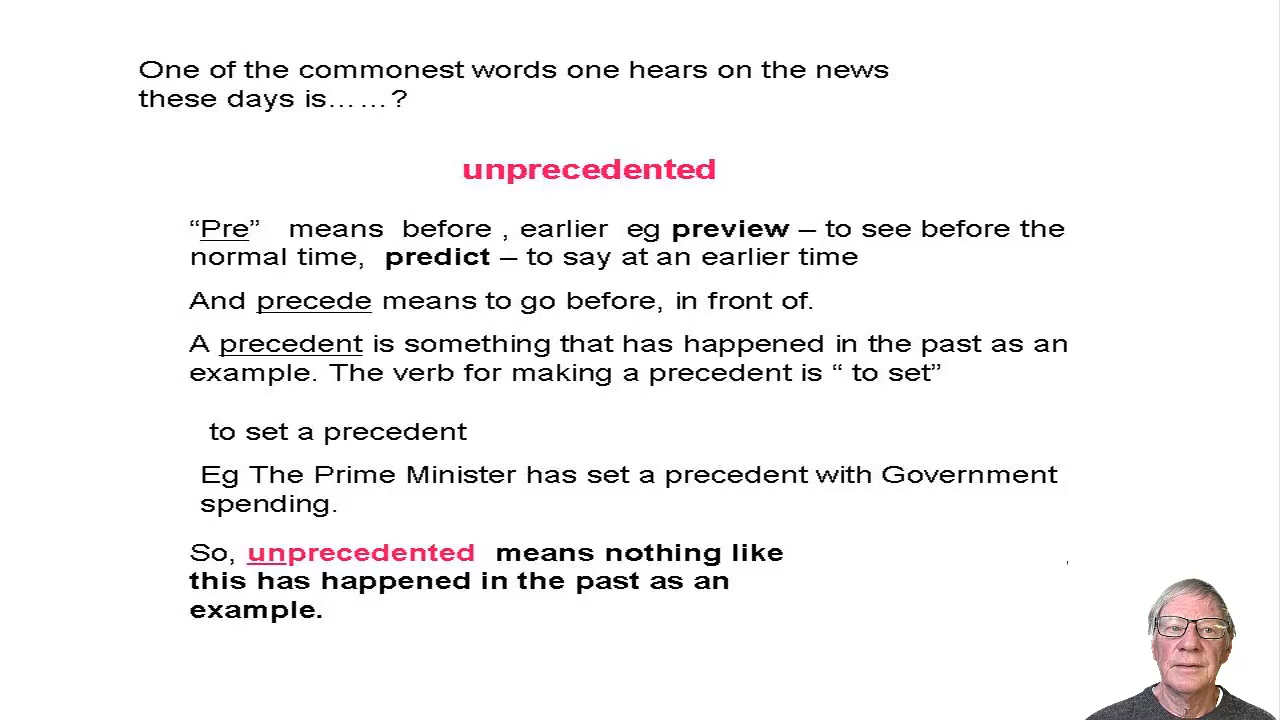 One of the commonest words one hears on the news
these days is……?
unprecedented
“Pre” means before , earlier eg preview – to see before the
normal time, predict – to say at an earlier time
And precede means to go before, in front of.
A precedent is something that has happened in the past as an
example. The verb for making a precedent is “ to set”
to set a precedent
Eg The Prime Minister has set a precedent with Government
spending.
So, unprecedented means nothing like
this has happened in the past as an
example.